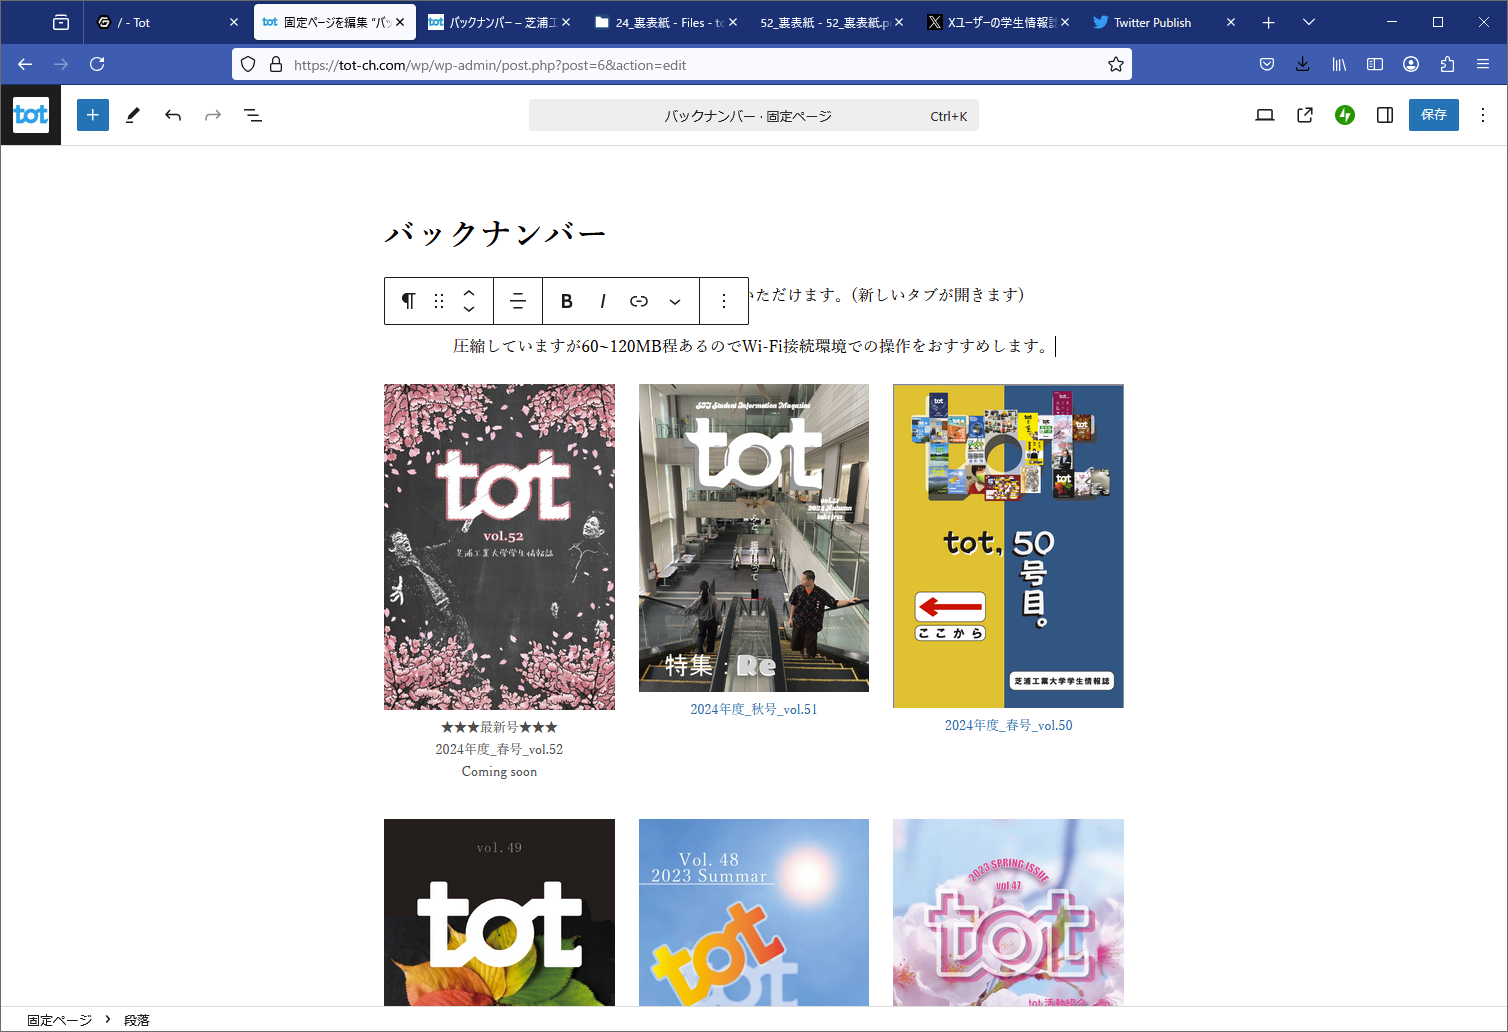 / - Tot
固定ページを編集 “バッ
バックナンバー – 芝浦工
24_裏表紙 - Files - to
52_裏表紙 - 52_裏表紙.p
Xユーザーの学生情報誌
Twitter Publish
https://tot-ch.com/wp/wp-admin/post.php?post=6&action=edit
tot
バックナンバー · 固定ページ
Ctrl+K
保存
バックナンバー
B I
いただけます。(新しいタブが開きます)
圧縮していますが60~120MB程あるのでWi-Fi接続環境での操作をおすすめします。
tot
vol.52
芝浦工業大学学生情報誌
★★★最新号★★★
2024年度_春号_vol.52
Coming soon
SIT Student Information Magazine
tot
vol.51
take free
ふと、振り返って
特集：Re
2024年度_秋号_vol.51
tot, 50号目。
ここから
芝浦工業大学学生情報誌
2024年度_春号_vol.50
vol.49
tot
Vol. 48
2023 Summar
tot
2023 SPRING ISSUE
vol 47
tot
固定ページ › 段落